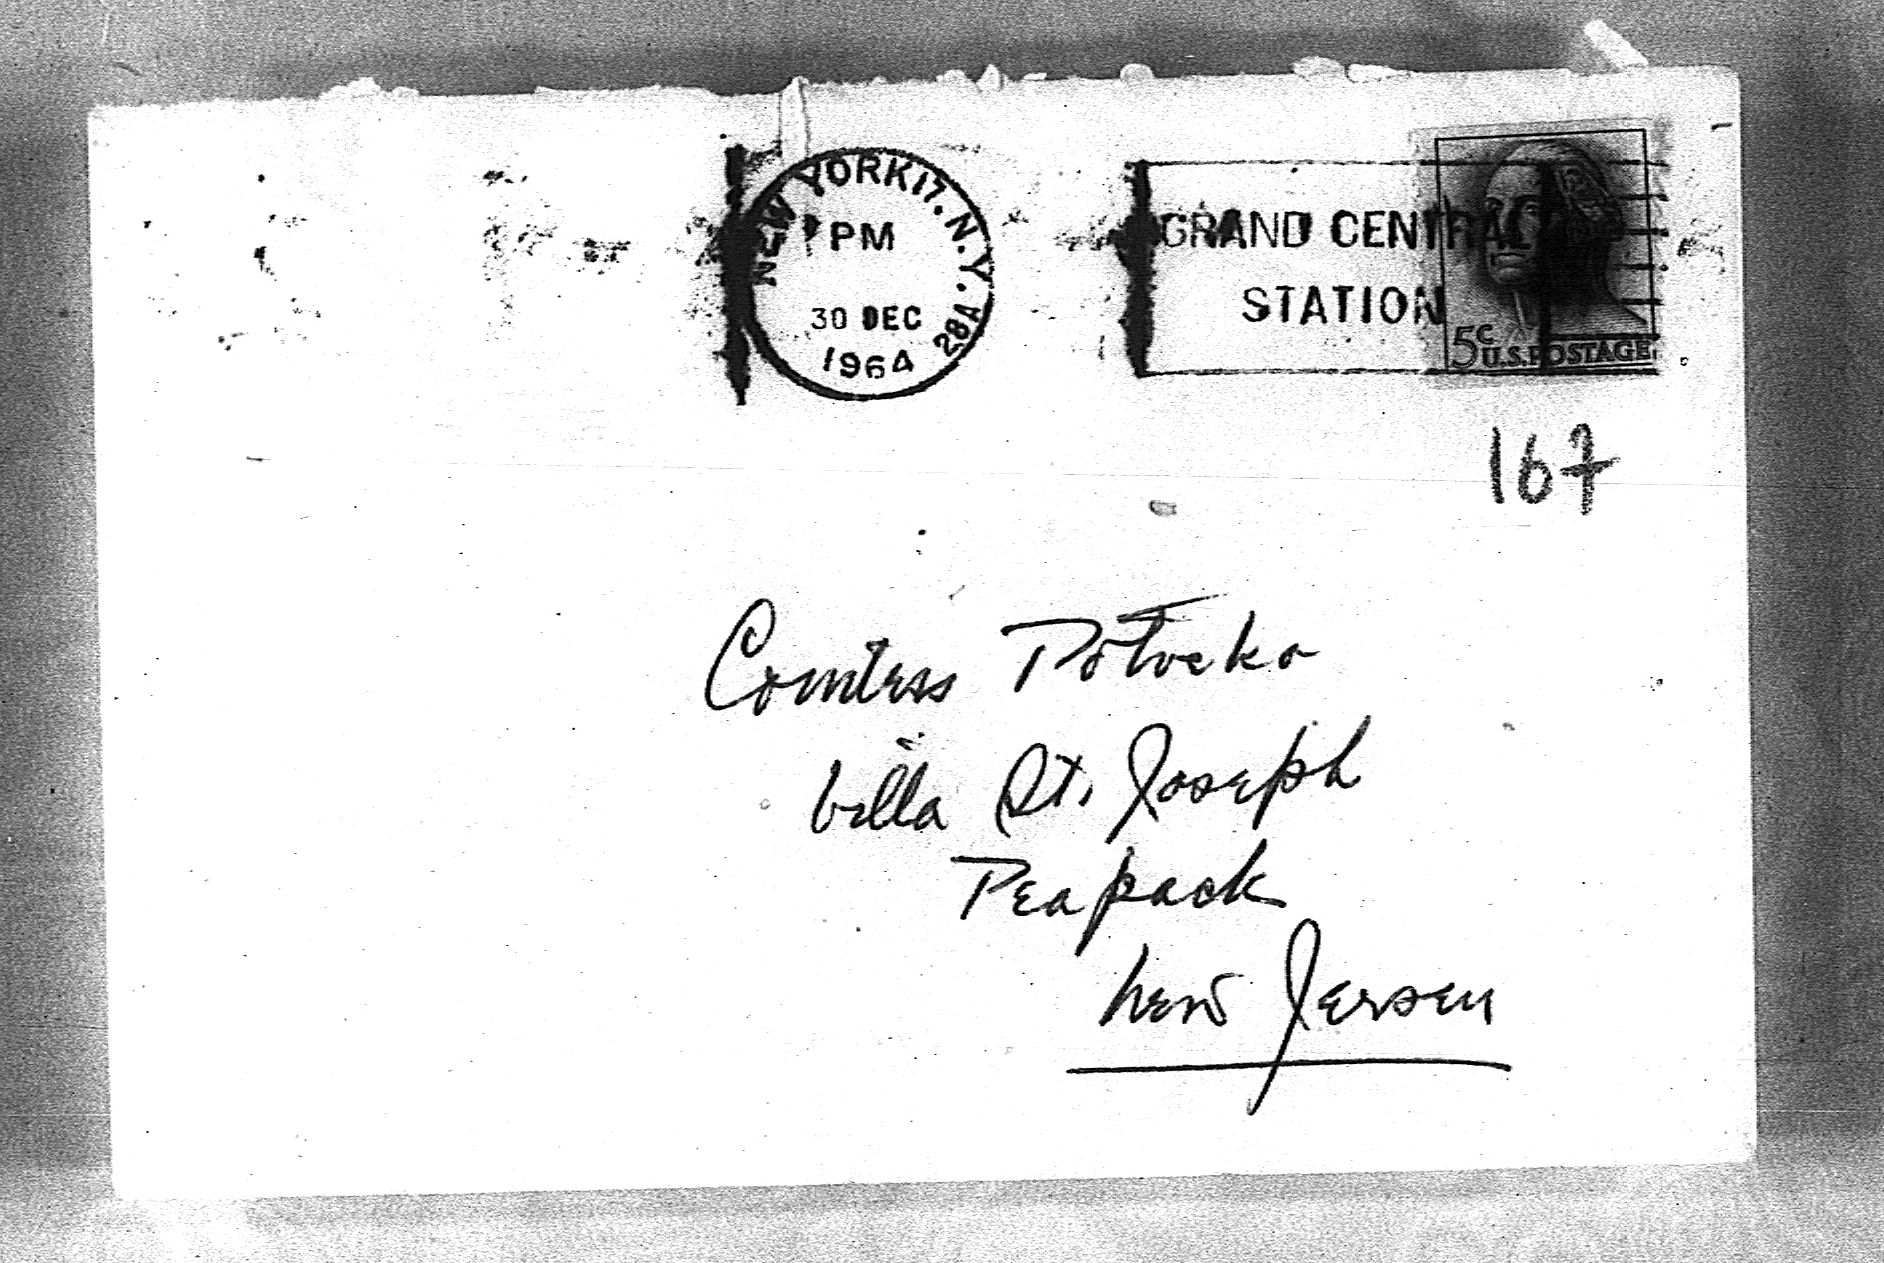 NEW YORK 17, N.Y. 28A
PM
30 DEC
1964
GRAND CENTRAL
STATION
5c U.S. POSTAGE
167
Countess Potocka
Villa St. Joseph
Peapack
New Jersey